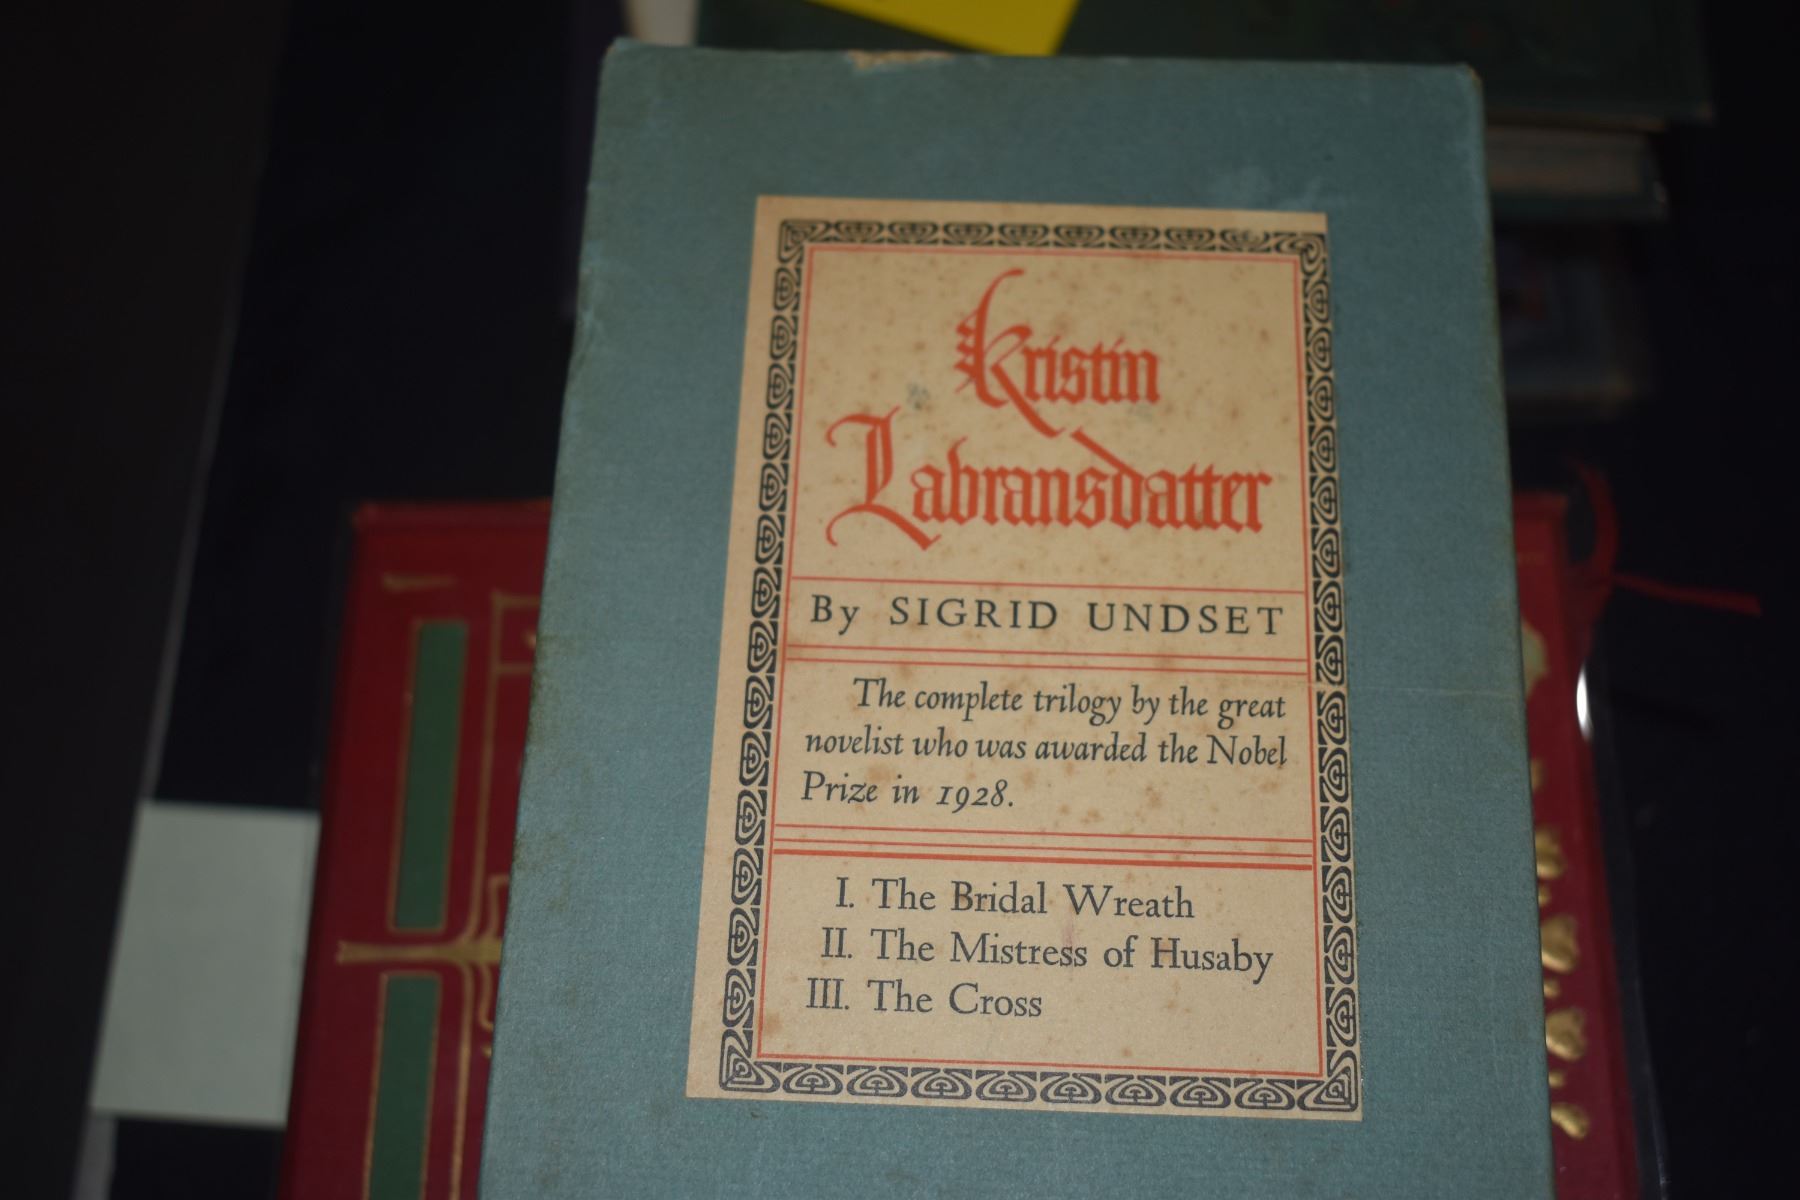 Kristin
Labransdatter
By SIGRID UNDSET
The complete trilogy by the great
novelist who was awarded the Nobel
Prize in 1928.
I. The Bridal Wreath
II. The Mistress of Husaby
III. The Cross